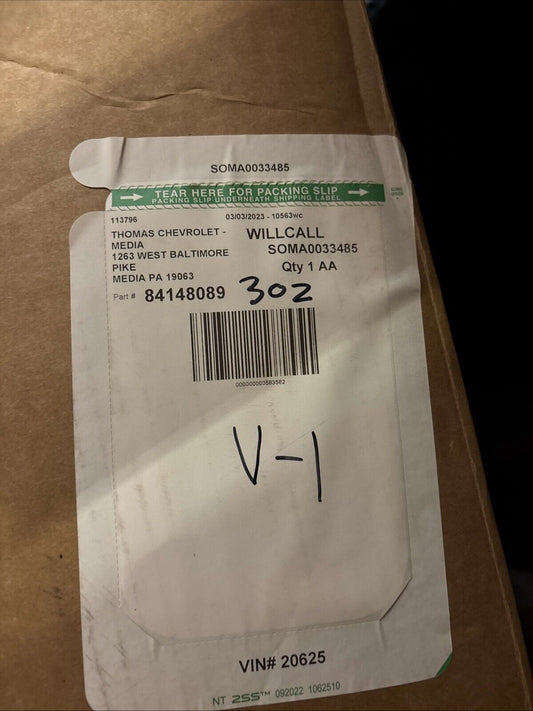 SOMA0033485
TEAR HERE FOR PACKING SLIP
PACKING SLIP UNDERNEATH SHIPPING LABEL
113796
03/03/2023 - 10563wc
THOMAS CHEVROLET -
MEDIA
1263 WEST BALTIMORE
PIKE
MEDIA PA 19063
WILLCALL
SOMA0033485
Qty 1 AA
Part # 84148089 302
V-1
VIN# 20625
NT 255™ 092022 1062510